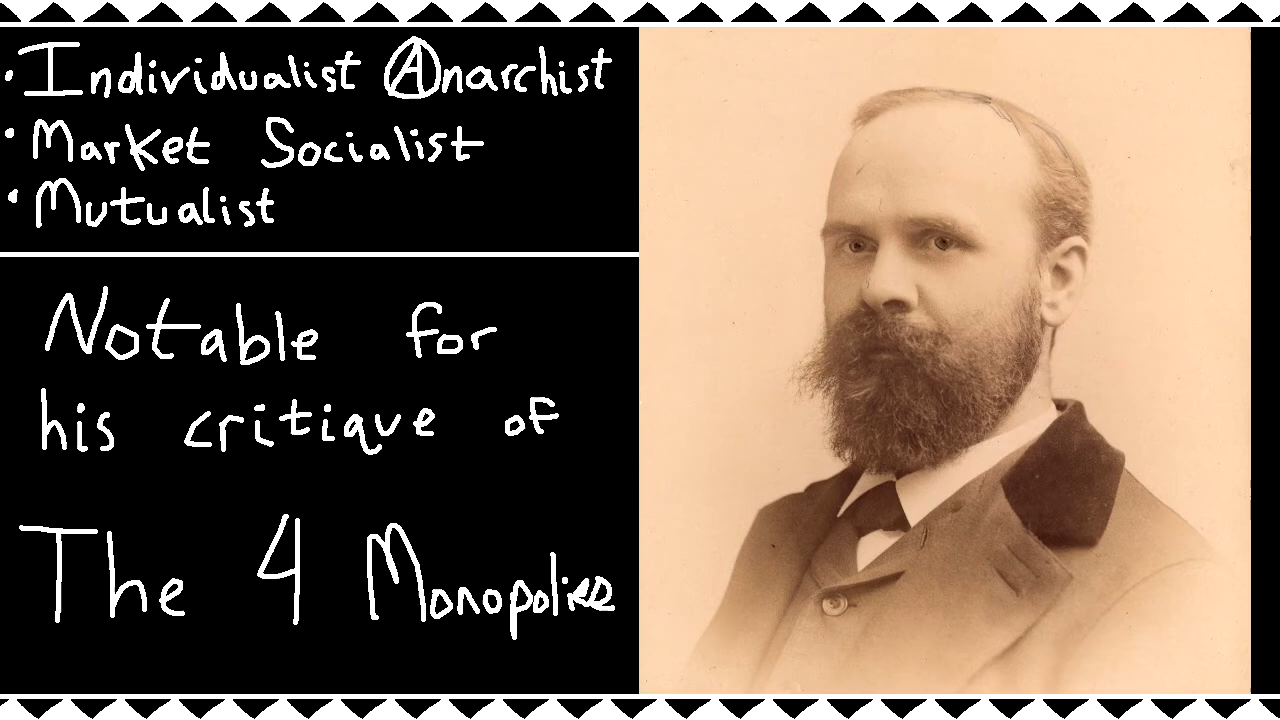 · Individualist Anarchist
· Market Socialist
· Mutualist
Notable for
his critique of
The 4 Monopolies